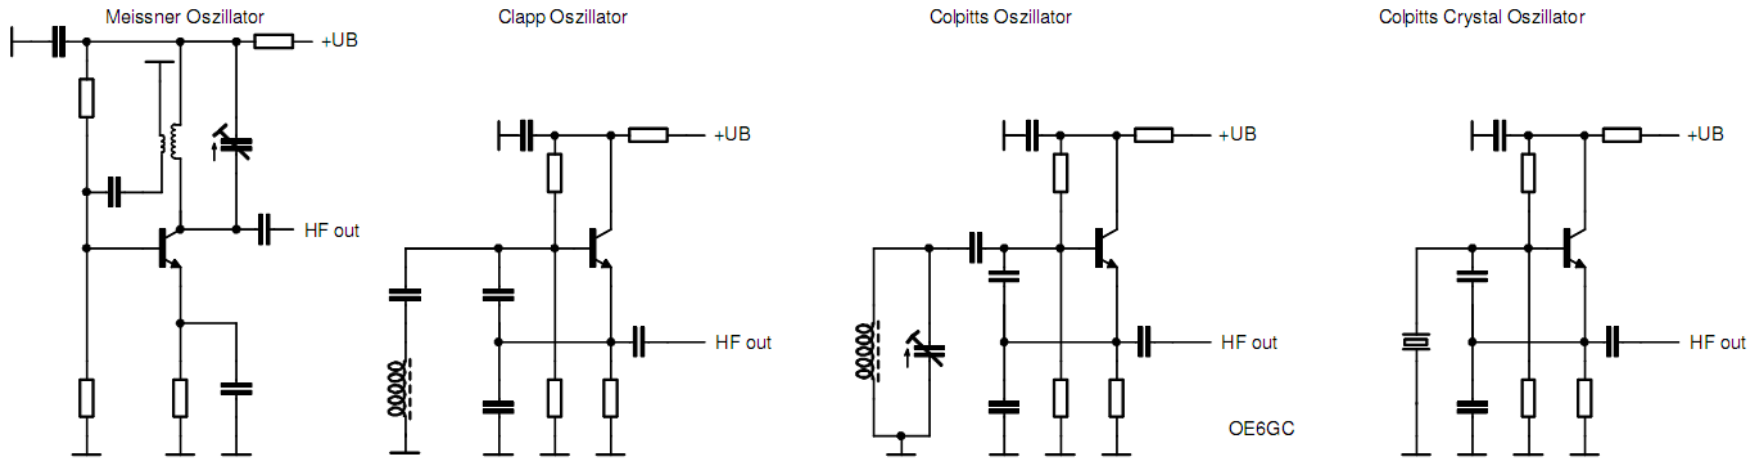 Meissner Oszillator
Clapp Oszillator
Colpitts Oszillator
Colpitts Crystal Oszillator
+UB
+UB
+UB
+UB
HF out
HF out
HF out
HF out
OE6GC